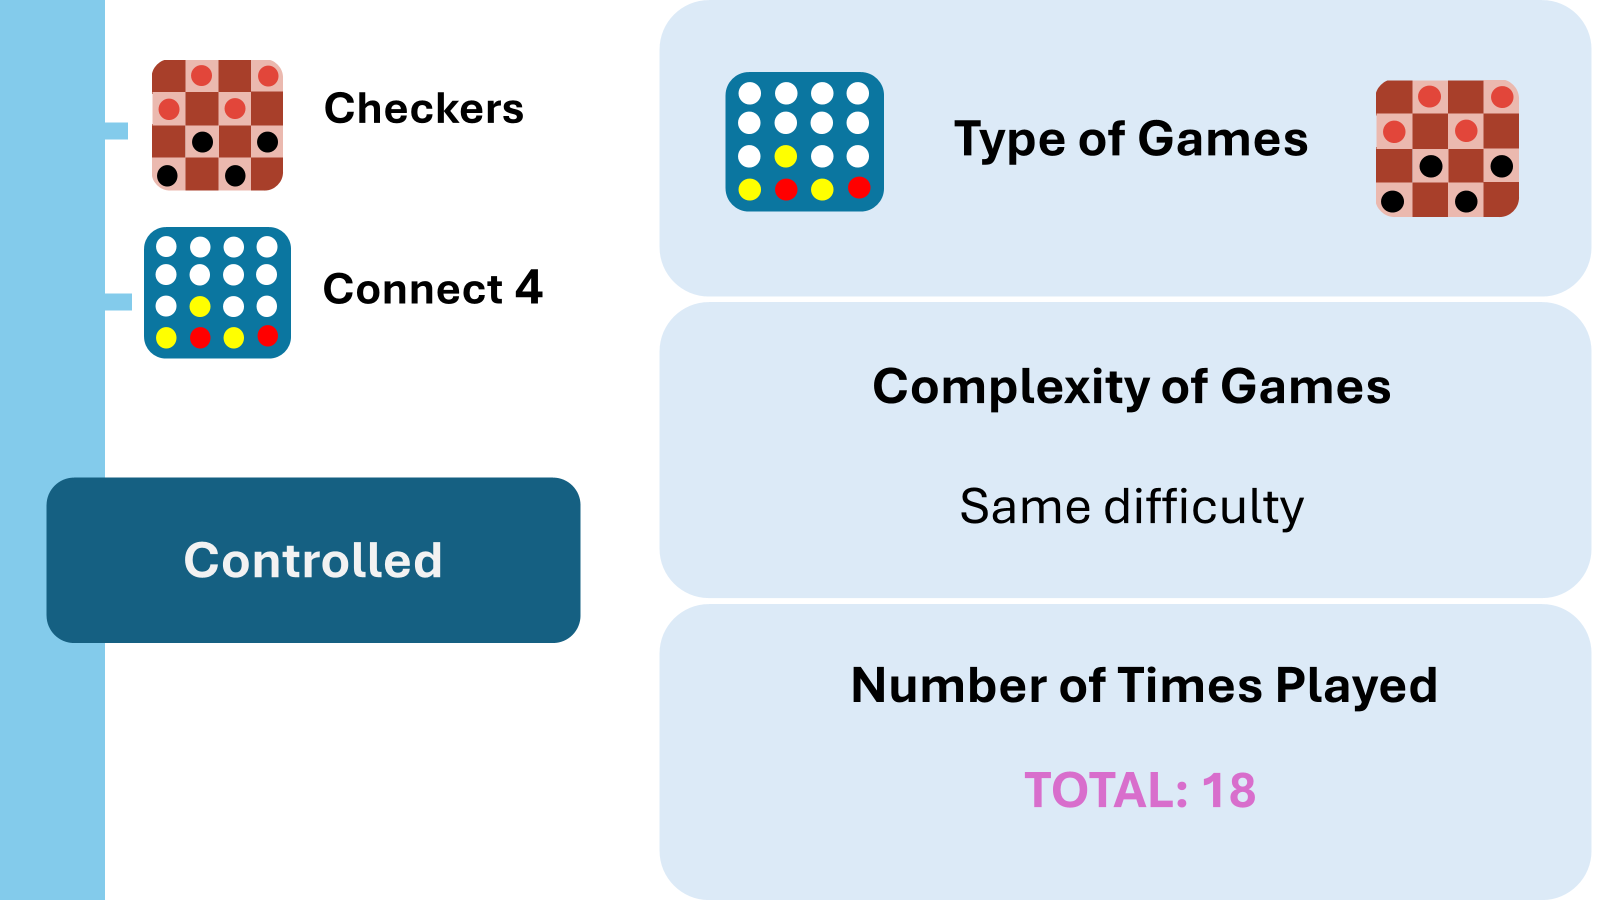 Checkers
Connect 4
Controlled
Type of Games
Complexity of Games
Same difficulty
Number of Times Played
TOTAL: 18